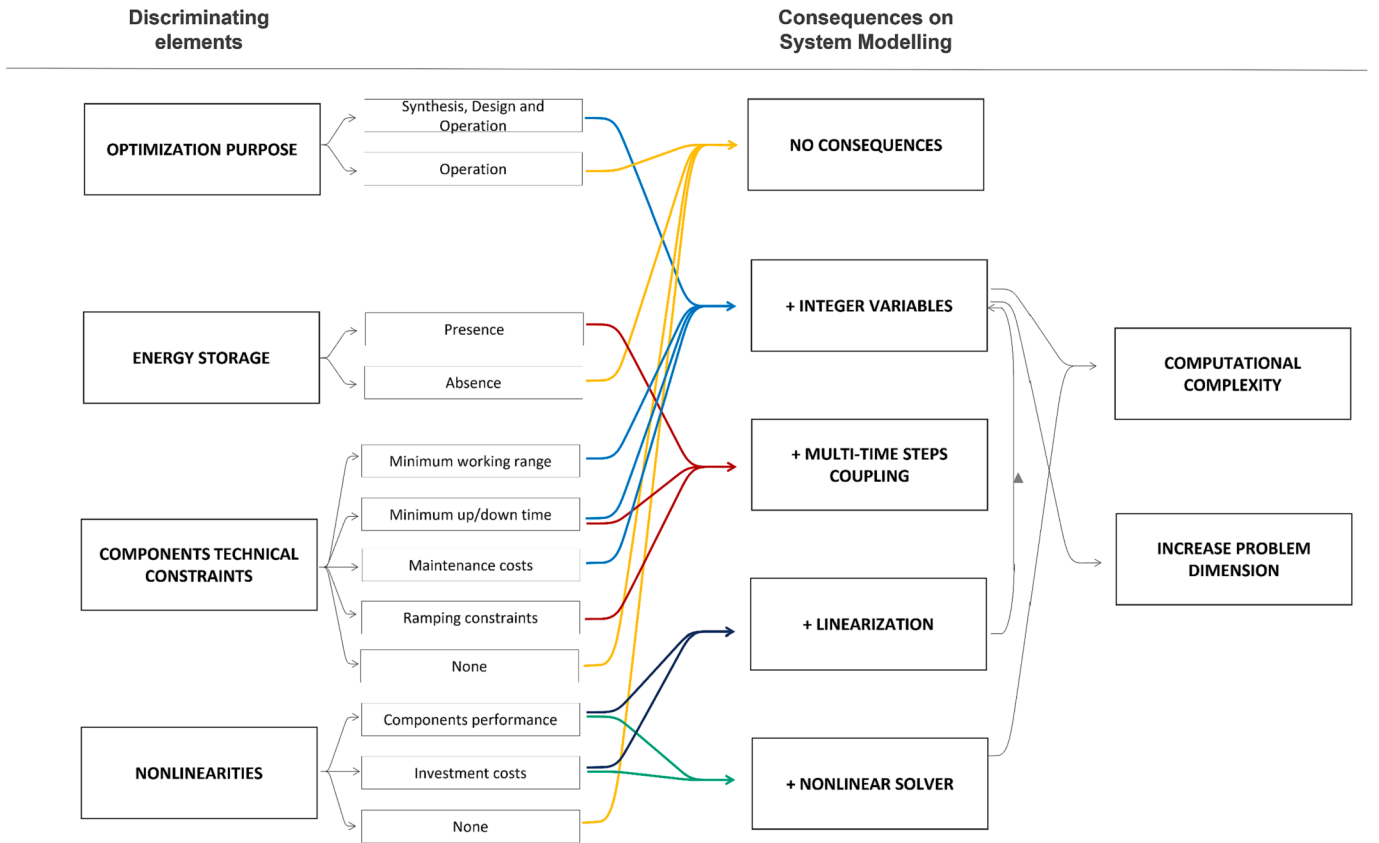 Discriminating
elements
Consequences on
System Modelling
OPTIMIZATION PURPOSE
Synthesis, Design and
Operation
Operation
NO CONSEQUENCES
ENERGY STORAGE
Presence
Absence
+ INTEGER VARIABLES
COMPUTATIONAL
COMPLEXITY
COMPONENTS TECHNICAL
CONSTRAINTS
Minimum working range
Minimum up/down time
Maintenance costs
Ramping constraints
None
+ MULTI-TIME STEPS
COUPLING
INCREASE PROBLEM
DIMENSION
+ LINEARIZATION
NONLINEARITIES
Components performance
Investment costs
None
+ NONLINEAR SOLVER